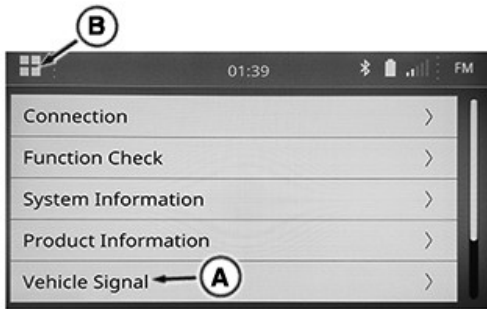 B
01:39 FM
Connection
Function Check
System Information
Product Information
Vehicle Signal
A